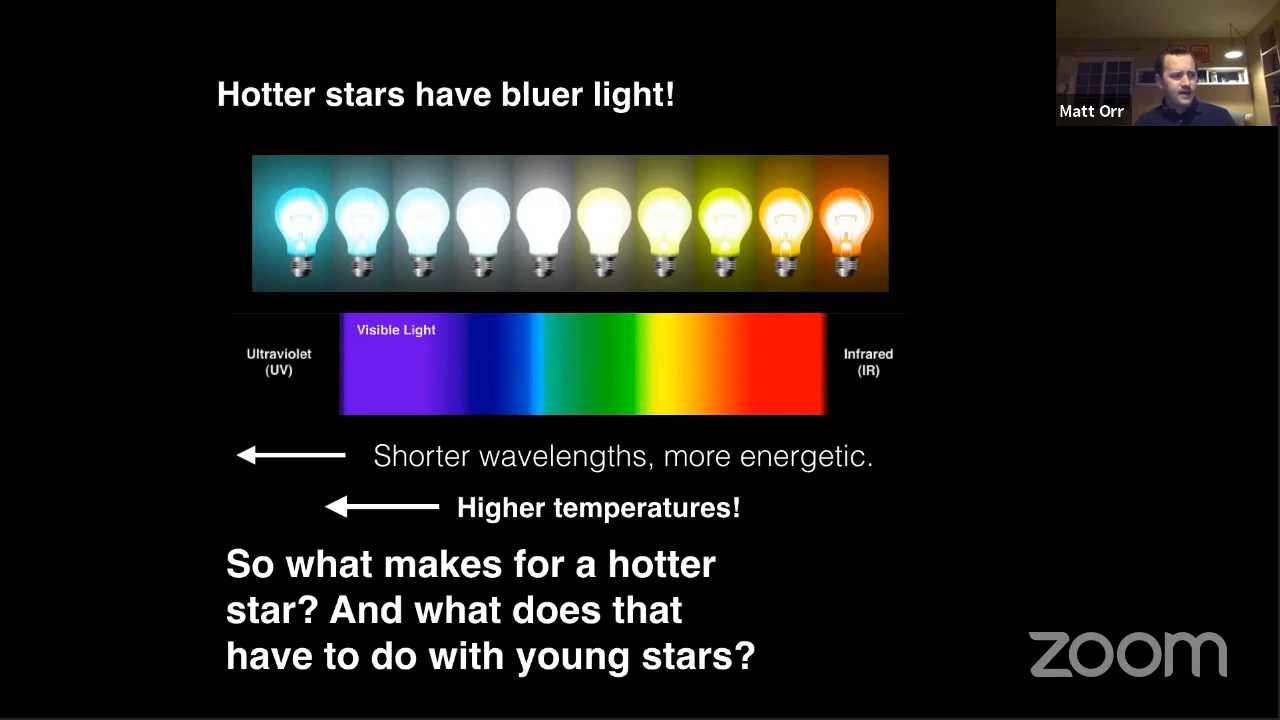 Hotter stars have bluer light!
Matt Orr
Visible Light
Ultraviolet
(UV)
Infrared
(IR)
Shorter wavelengths, more energetic.
Higher temperatures!
So what makes for a hotter
star? And what does that
have to do with young stars?
zoom